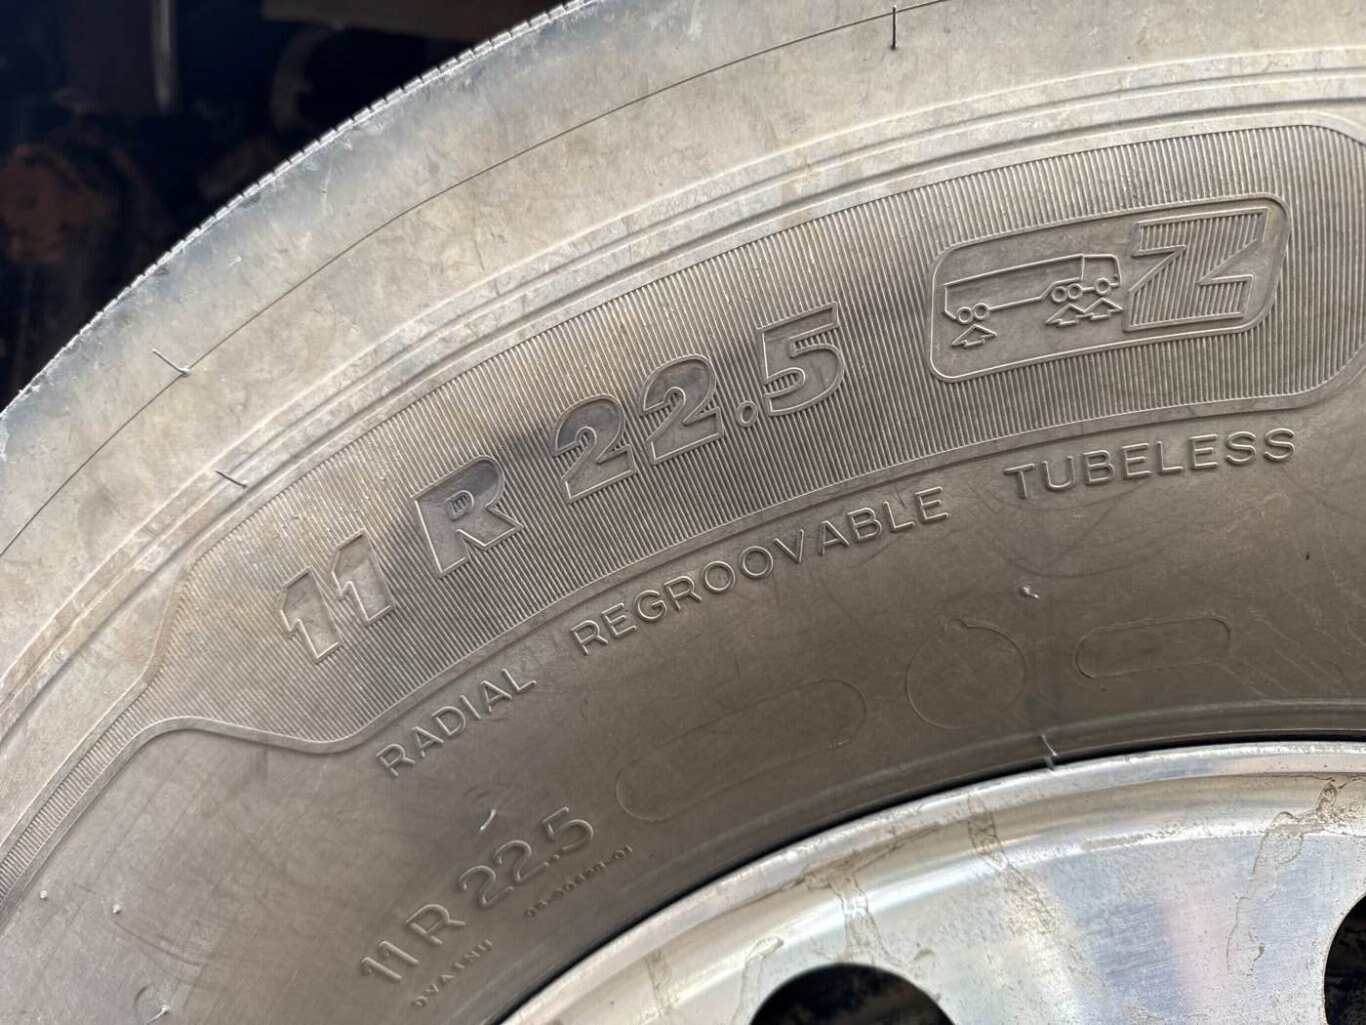 11 R 22.5 Z
RADIAL REGROOVABLE TUBELESS
11 R 22.5